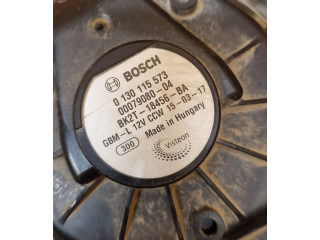 BOSCH
0 130 115 573
00079080-04
BK2T-18456-BA
GBM-L 12V CCW 15-03-17
300 Made in Hungary
Visteon